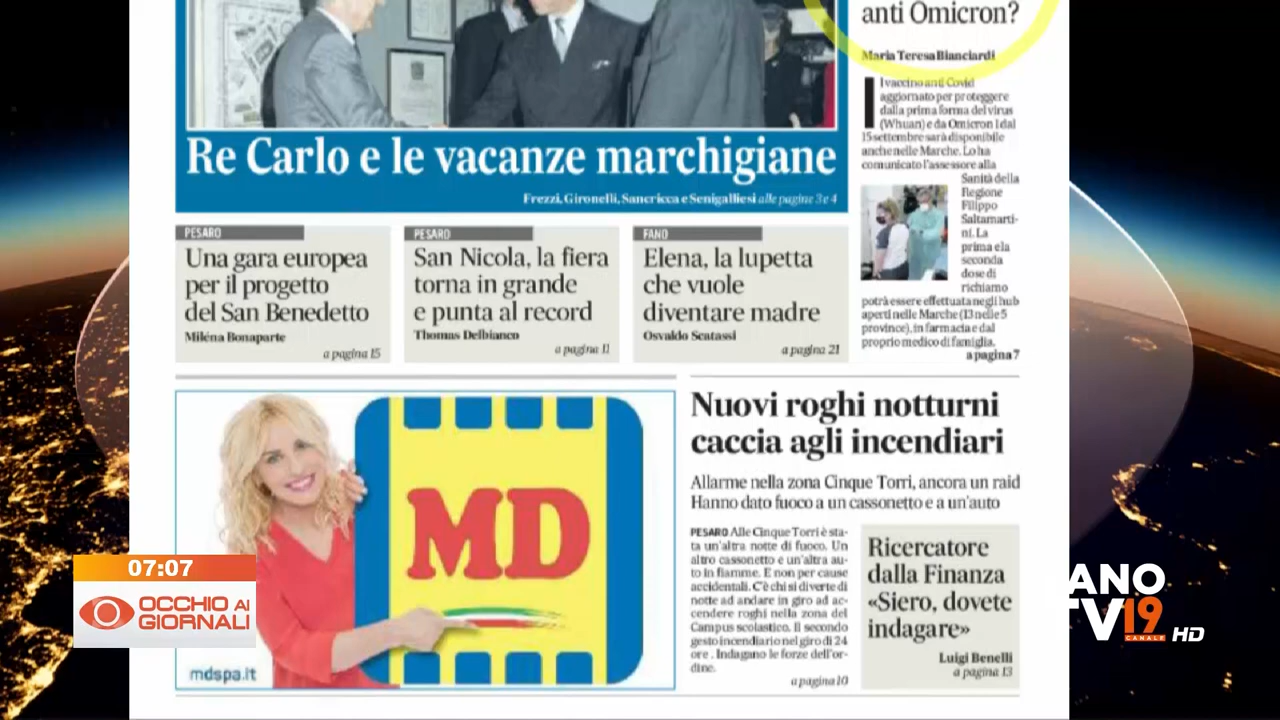 anti Omicron?
Maria Teresa Bianciardi
Il vaccino anti Covid
aggiornato per proteggere
dalla prima forma del virus
(Whuan) e da Omicron 1 dal
15 settembre sarà disponibile
anche nelle Marche. Lo ha
comunicato l'assessore alla
Sanità della
Regione
Filippo
Saltamarti-
ni. La
prima e la
seconda
dose di
richiamo
potrà essere effettuata negli hub
aperti nelle Marche (13 nelle 5
province), in farmacia e dal
proprio medico di famiglia.
a pagina 7
Re Carlo e le vacanze marchigiane
Frezzi, Gironelli, Sancricca e Senigalliesi alle pagine 3 e 4
PESARO
Una gara europea
per il progetto
del San Benedetto
Miléna Bonaparte
a pagina 15
PESARO
San Nicola, la fiera
torna in grande
e punta al record
Thomas Delbianco
a pagina 11
FANO
Elena, la lupetta
che vuole
diventare madre
Osvaldo Scatassi
a pagina 21
MD
mdspa.it
Nuovi roghi notturni
caccia agli incendiari
Allarme nella zona Cinque Torri, ancora un raid
Hanno dato fuoco a un cassonetto e a un'auto
PESARO Alle Cinque Torri è sta-
ta un'altra notte di fuoco. Un
altro cassonetto e un'altra au-
to in fiamme. E non per cause
accidentali. C'è chi si diverte di
notte ad andare in giro ad ac-
cendere roghi nella zona del
Campus scolastico. Il secondo
gesto incendiario nel giro di 24
ore. Indagano le forze dell'or-
dine.
a pagina 10
Ricercatore
dalla Finanza
«Siero, dovete
indagare»
Luigi Benelli
a pagina 13
07:07
OCCHIO AI
GIORNALI
ANO
TV19
CANALE
HD